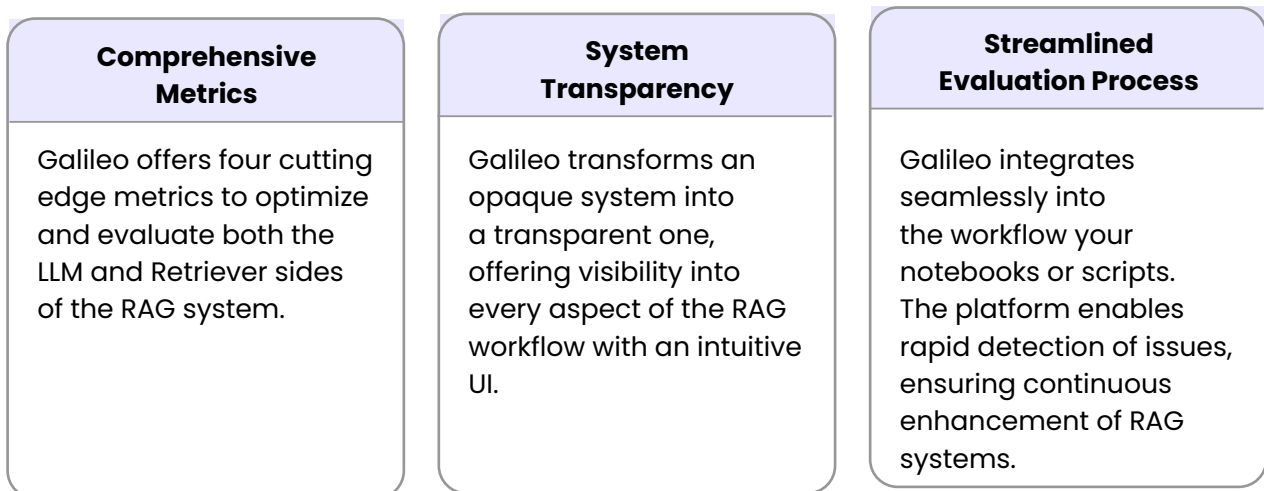 Comprehensive
Metrics
Galileo offers four cutting
edge metrics to optimize
and evaluate both the
LLM and Retriever sides
of the RAG system.
System
Transparency
Galileo transforms an
opaque system into
a transparent one,
offering visibility into
every aspect of the RAG
workflow with an intuitive
UI.
Streamlined
Evaluation Process
Galileo integrates
seamlessly into
the workflow your
notebooks or scripts.
The platform enables
rapid detection of issues,
ensuring continuous
enhancement of RAG
systems.